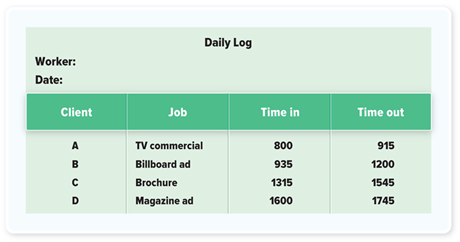 Daily Log
Worker:
Date:
Client Job Time in Time out
A TV commercial 800 915
B Billboard ad 935 1200
C Brochure 1315 1545
D Magazine ad 1600 1745